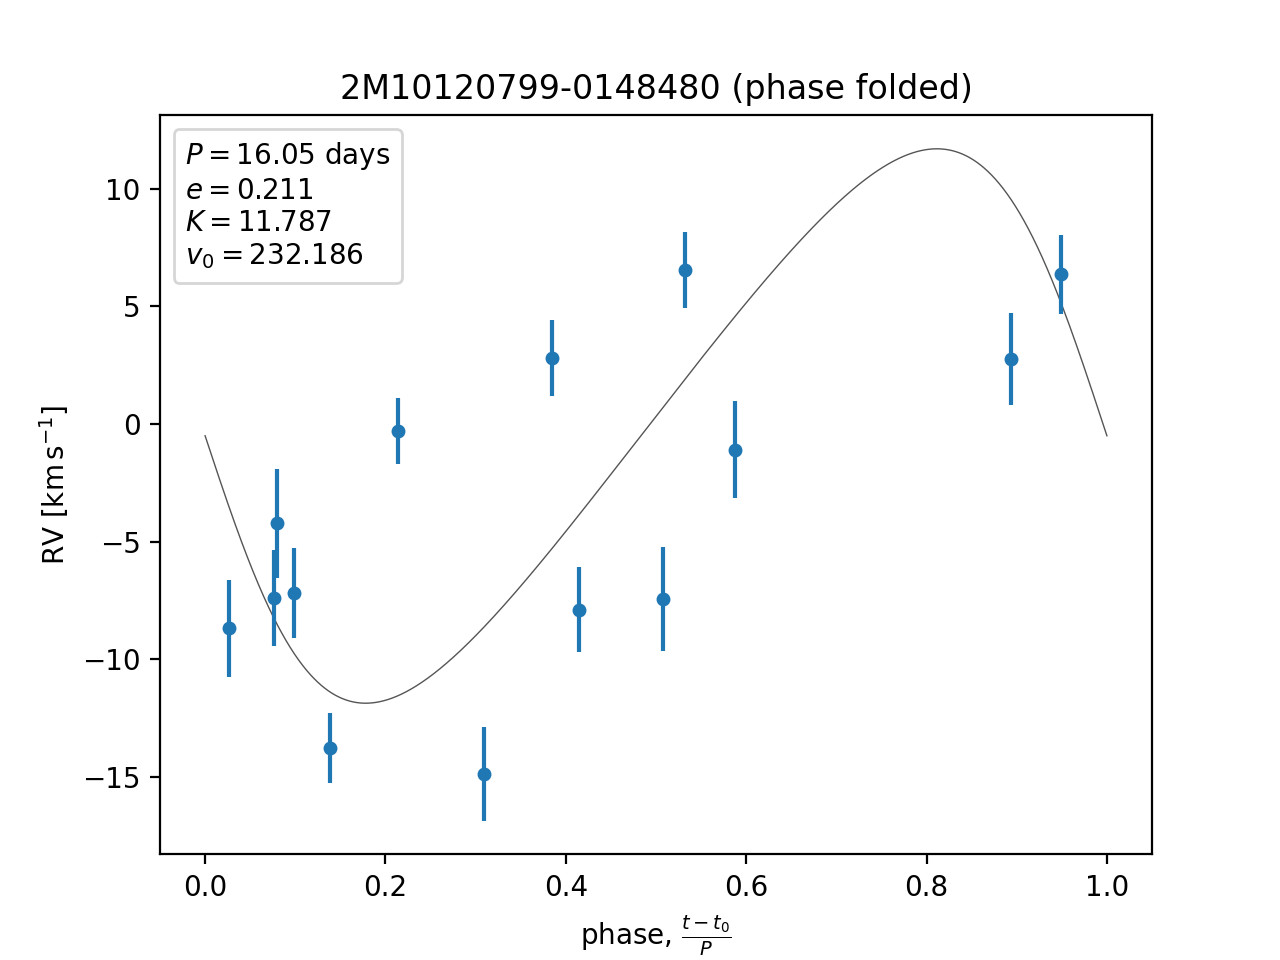 2M10120799-0148480 (phase folded)
P = 16.05 days
e = 0.211
K = 11.787
v₀ = 232.186
RV [km s⁻¹]
10
5
0
−5
−10
−15
0.0 0.2 0.4 0.6 0.8 1.0
phase, (t − t₀)/P